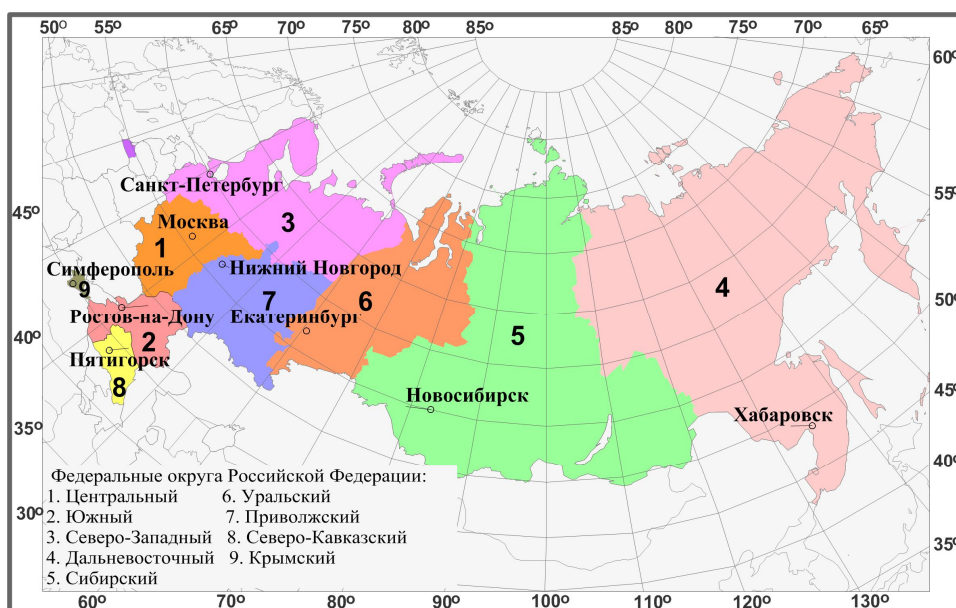 50º 55º 60º 65º 70º 75º 80º 85º 85º 80º 75º 70º 65º
60º
55º
45º
50º
40º
45º
35º
40º
30º
35º
60º 70º 80º 90º 100º 110º 120º 130º
Санкт-Петербург
3
Москва
1
Симферополь
9
Нижний Новгород
7
6
4
Ростов-на-Дону
2
Екатеринбург
5
Пятигорск
8
Новосибирск
Хабаровск
Федеральные округа Российской Федерации:
1. Центральный 6. Уральский
2. Южный 7. Приволжский
3. Северо-Западный 8. Северо-Кавказский
4. Дальневосточный 9. Крымский
5. Сибирский